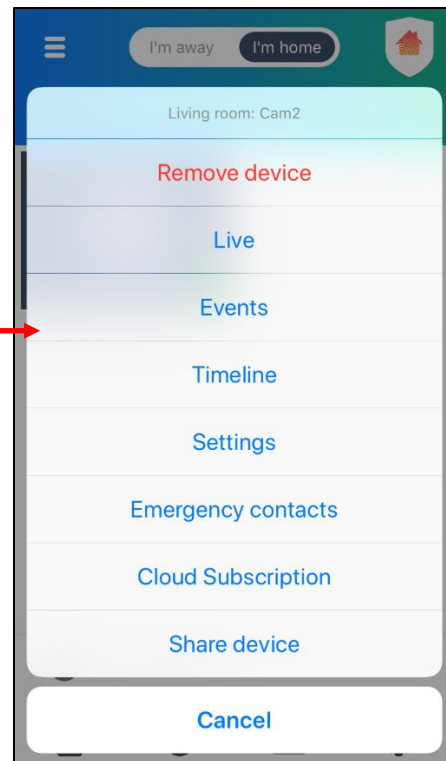 I'm away I'm home
Living room: Cam2
Remove device
Live
Events
Timeline
Settings
Emergency contacts
Cloud Subscription
Share device
Cancel